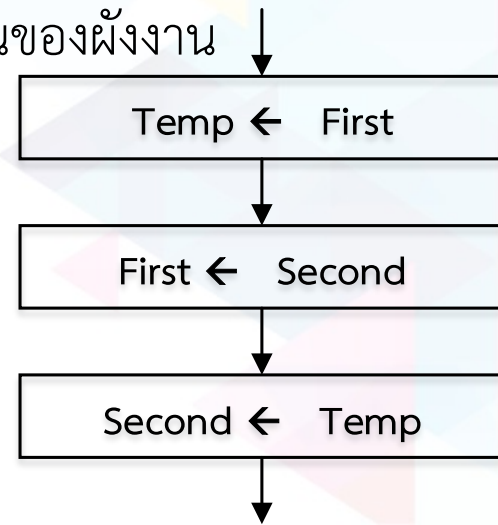 นของผังงาน
Temp ← First
First ← Second
Second ← Temp